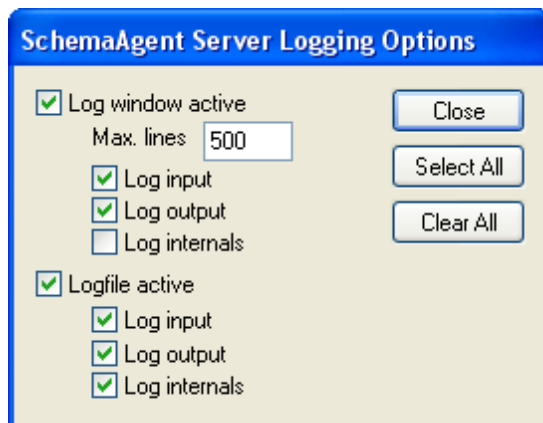 SchemaAgent Server Logging Options
Log window active
Max. lines 500
Log input
Log output
Log internals
Logfile active
Log input
Log output
Log internals
Close
Select All
Clear All